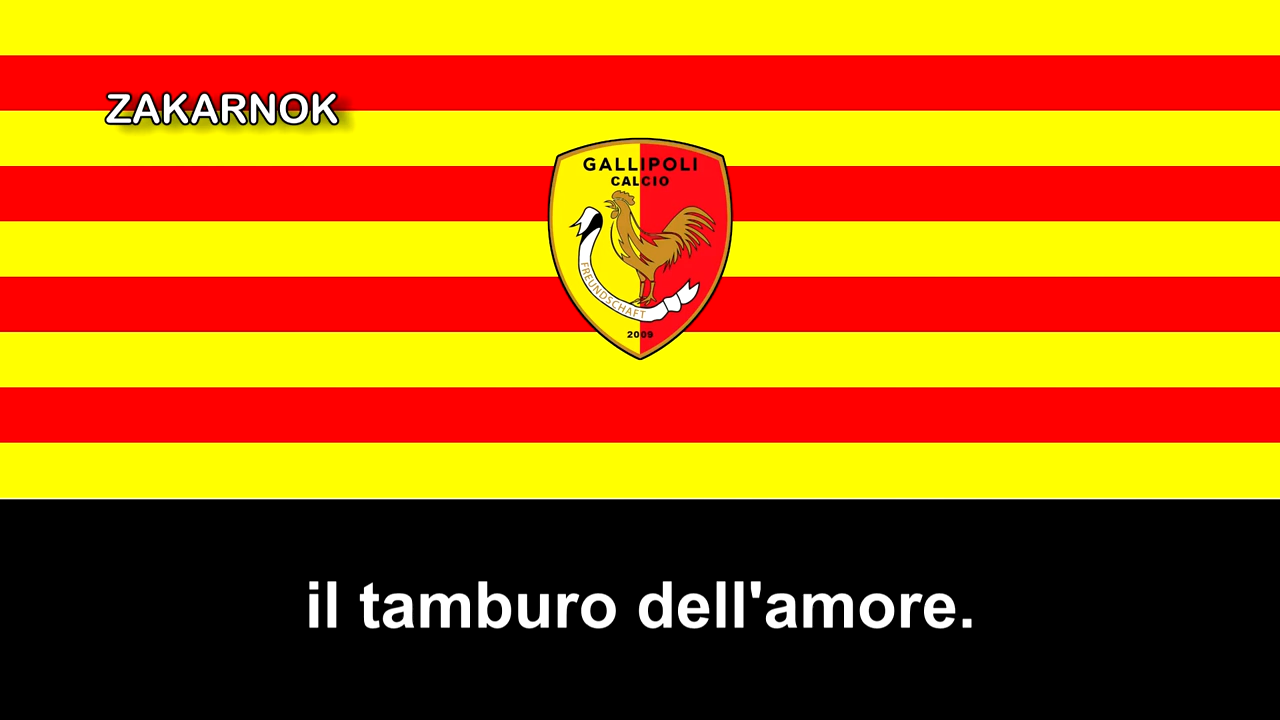 ZAKARNOK
GALLIPOLI
CALCIO
FREUNDSCHAFT
2009
il tamburo dell'amore.